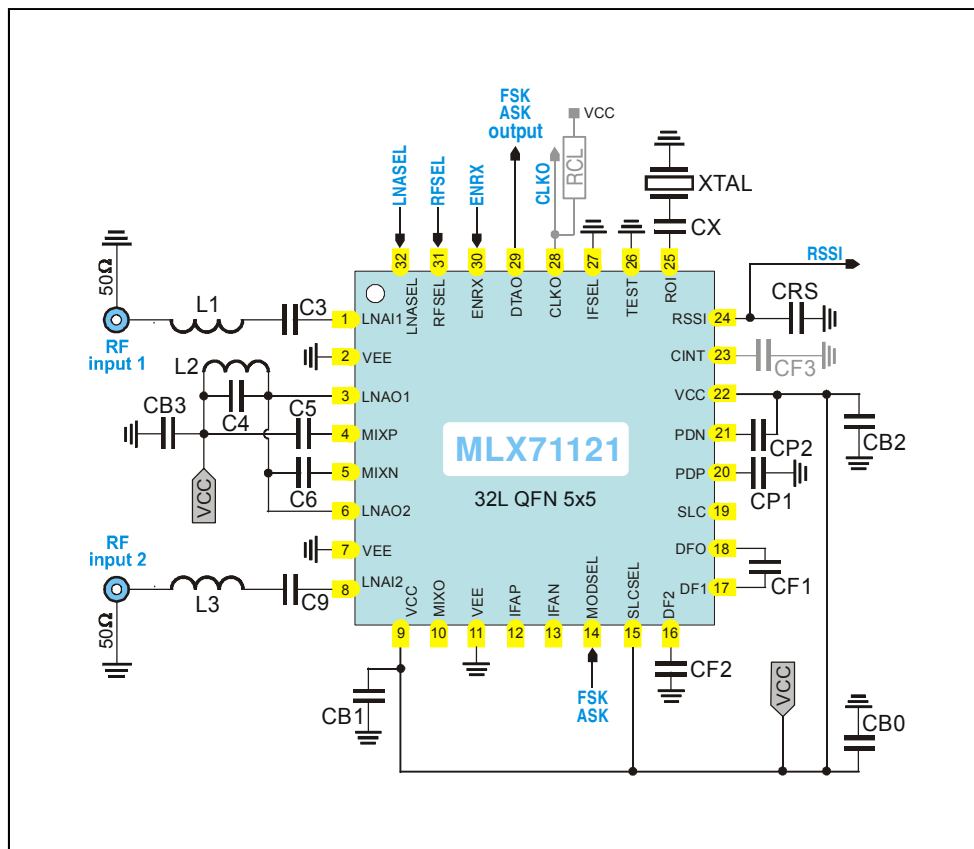 FSK
ASK
output
VCC
LNASEL
RFSEL
ENRX
CLKO
RCL
XTAL
CX
32
31
30
29
28
27
26
25
LNASEL
RFSEL
ENRX
DTAO
CLKO
IFSEL
TEST
ROI
RSSI
50Ω
RF
input 1
L1
C3
1 LNAI1
2 VEE
L2
3 LNAO1
C4
CB3
C5
4 MIXP
5 MIXN
C6
VCC
6 LNAO2
7 VEE
RF
input 2
8 LNAI2
L3
C9
50Ω
MLX71121
32L QFN 5x5
RSSI 24
CRS
CINT 23
CF3
VCC 22
PDN 21
CP2
CB2
PDP 20
CP1
SLC 19
DFO 18
DF1 17
CF1
VCC
MIXO
VEE
IFAP
IFAN
MODSEL
SLCSEL
DF2
9
10
11
12
13
14
15
16
CB1
FSK
ASK
CF2
VCC
CB0